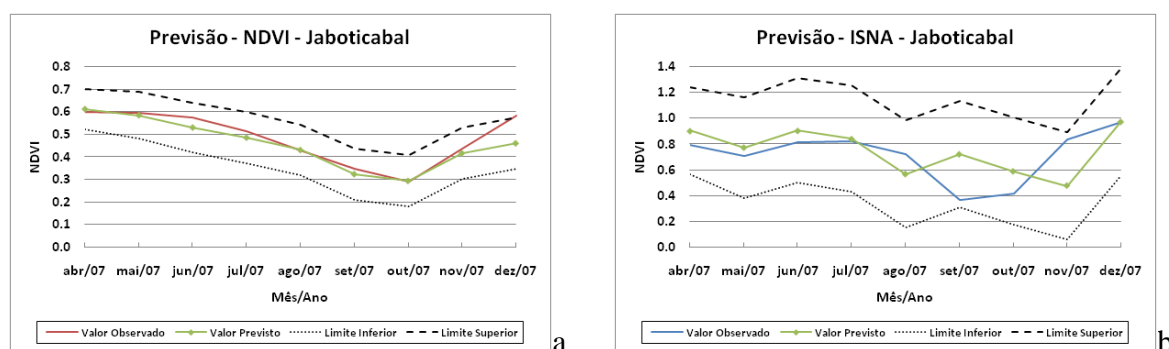 Previsão - NDVI - Jaboticabal
0.8
0.7
0.6
0.5
0.4
0.3
0.2
0.1
0.0
NDVI
abr/07 mai/07 jun/07 jul/07 ago/07 set/07 out/07 nov/07 dez/07
Mês/Ano
Valor Observado Valor Previsto Limite Inferior Limite Superior
a
Previsão - ISNA - Jaboticabal
1.4
1.2
1.0
0.8
0.6
0.4
0.2
0.0
NDVI
abr/07 mai/07 jun/07 jul/07 ago/07 set/07 out/07 nov/07 dez/07
Mês/Ano
Valor Observado Valor Previsto Limite Inferior Limite Superior
b